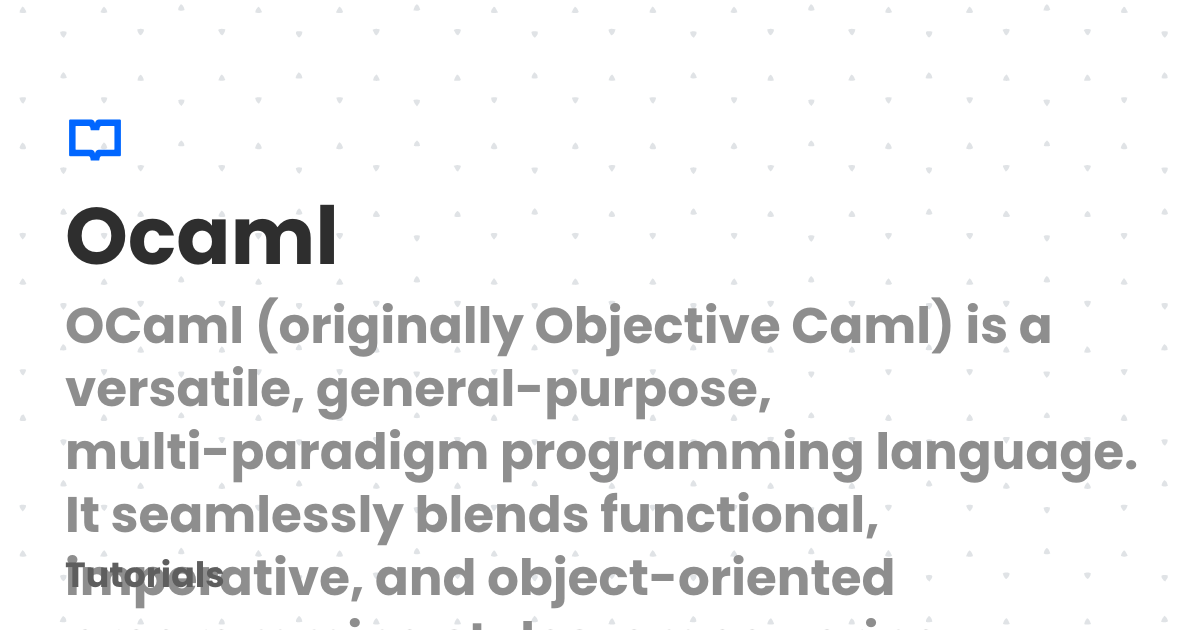 Ocaml
OCaml (originally Objective Caml) is a
versatile, general-purpose,
multi-paradigm programming language.
It seamlessly blends functional,
imperative, and object-oriented
Tutorials